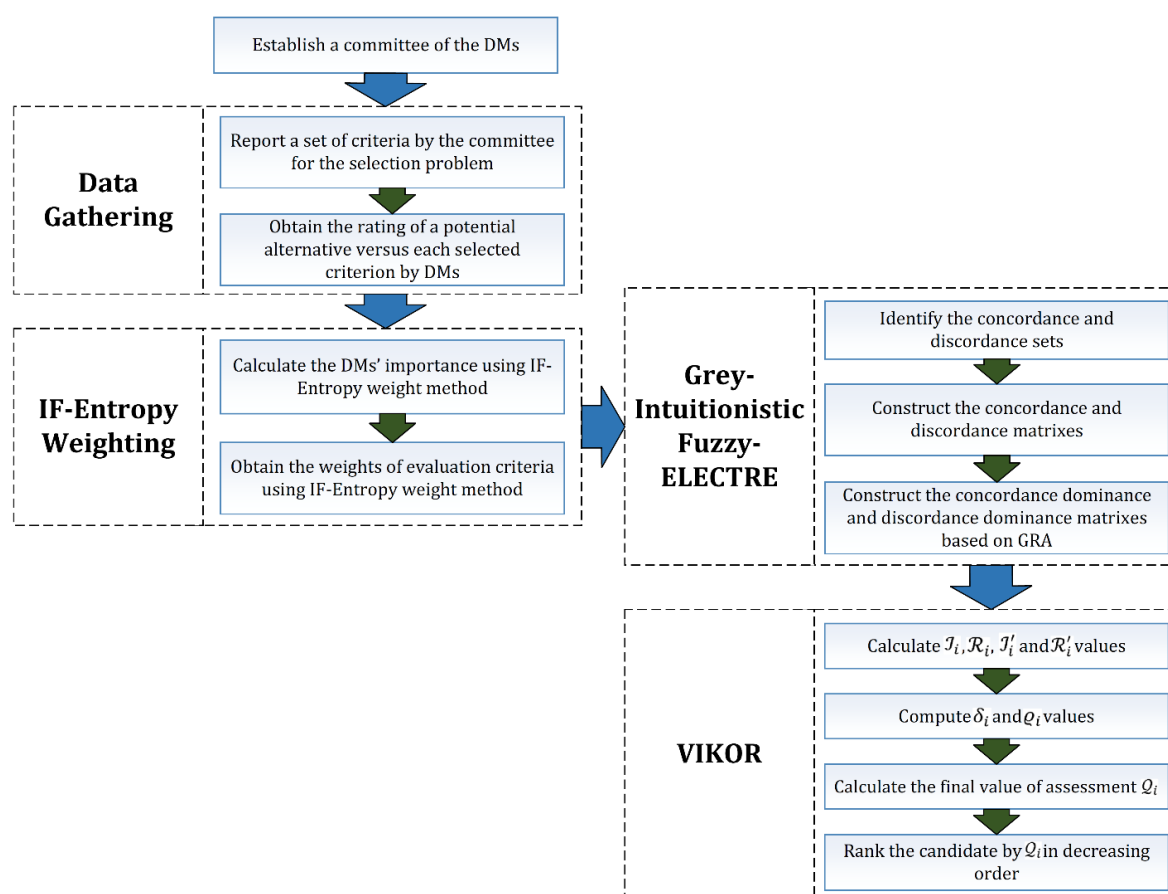 Establish a committee of the DMs
Data
Gathering
Report a set of criteria by the committee
for the selection problem
Obtain the rating of a potential
alternative versus each selected
criterion by DMs
IF-Entropy
Weighting
Calculate the DMs' importance using IF-
Entropy weight method
Obtain the weights of evaluation criteria
using IF-Entropy weight method
Grey-
Intuitionistic
Fuzzy-
ELECTRE
Identify the concordance and
discordance sets
Construct the concordance and
discordance matrixes
Construct the concordance dominance
and discordance dominance matrixes
based on GRA
VIKOR
Calculate ℐᵢ, ℛᵢ, ℐᵢ′ and ℛᵢ′ values
Compute δᵢ and ϱᵢ values
Calculate the final value of assessment 𝒬ᵢ
Rank the candidate by 𝒬ᵢ in decreasing
order